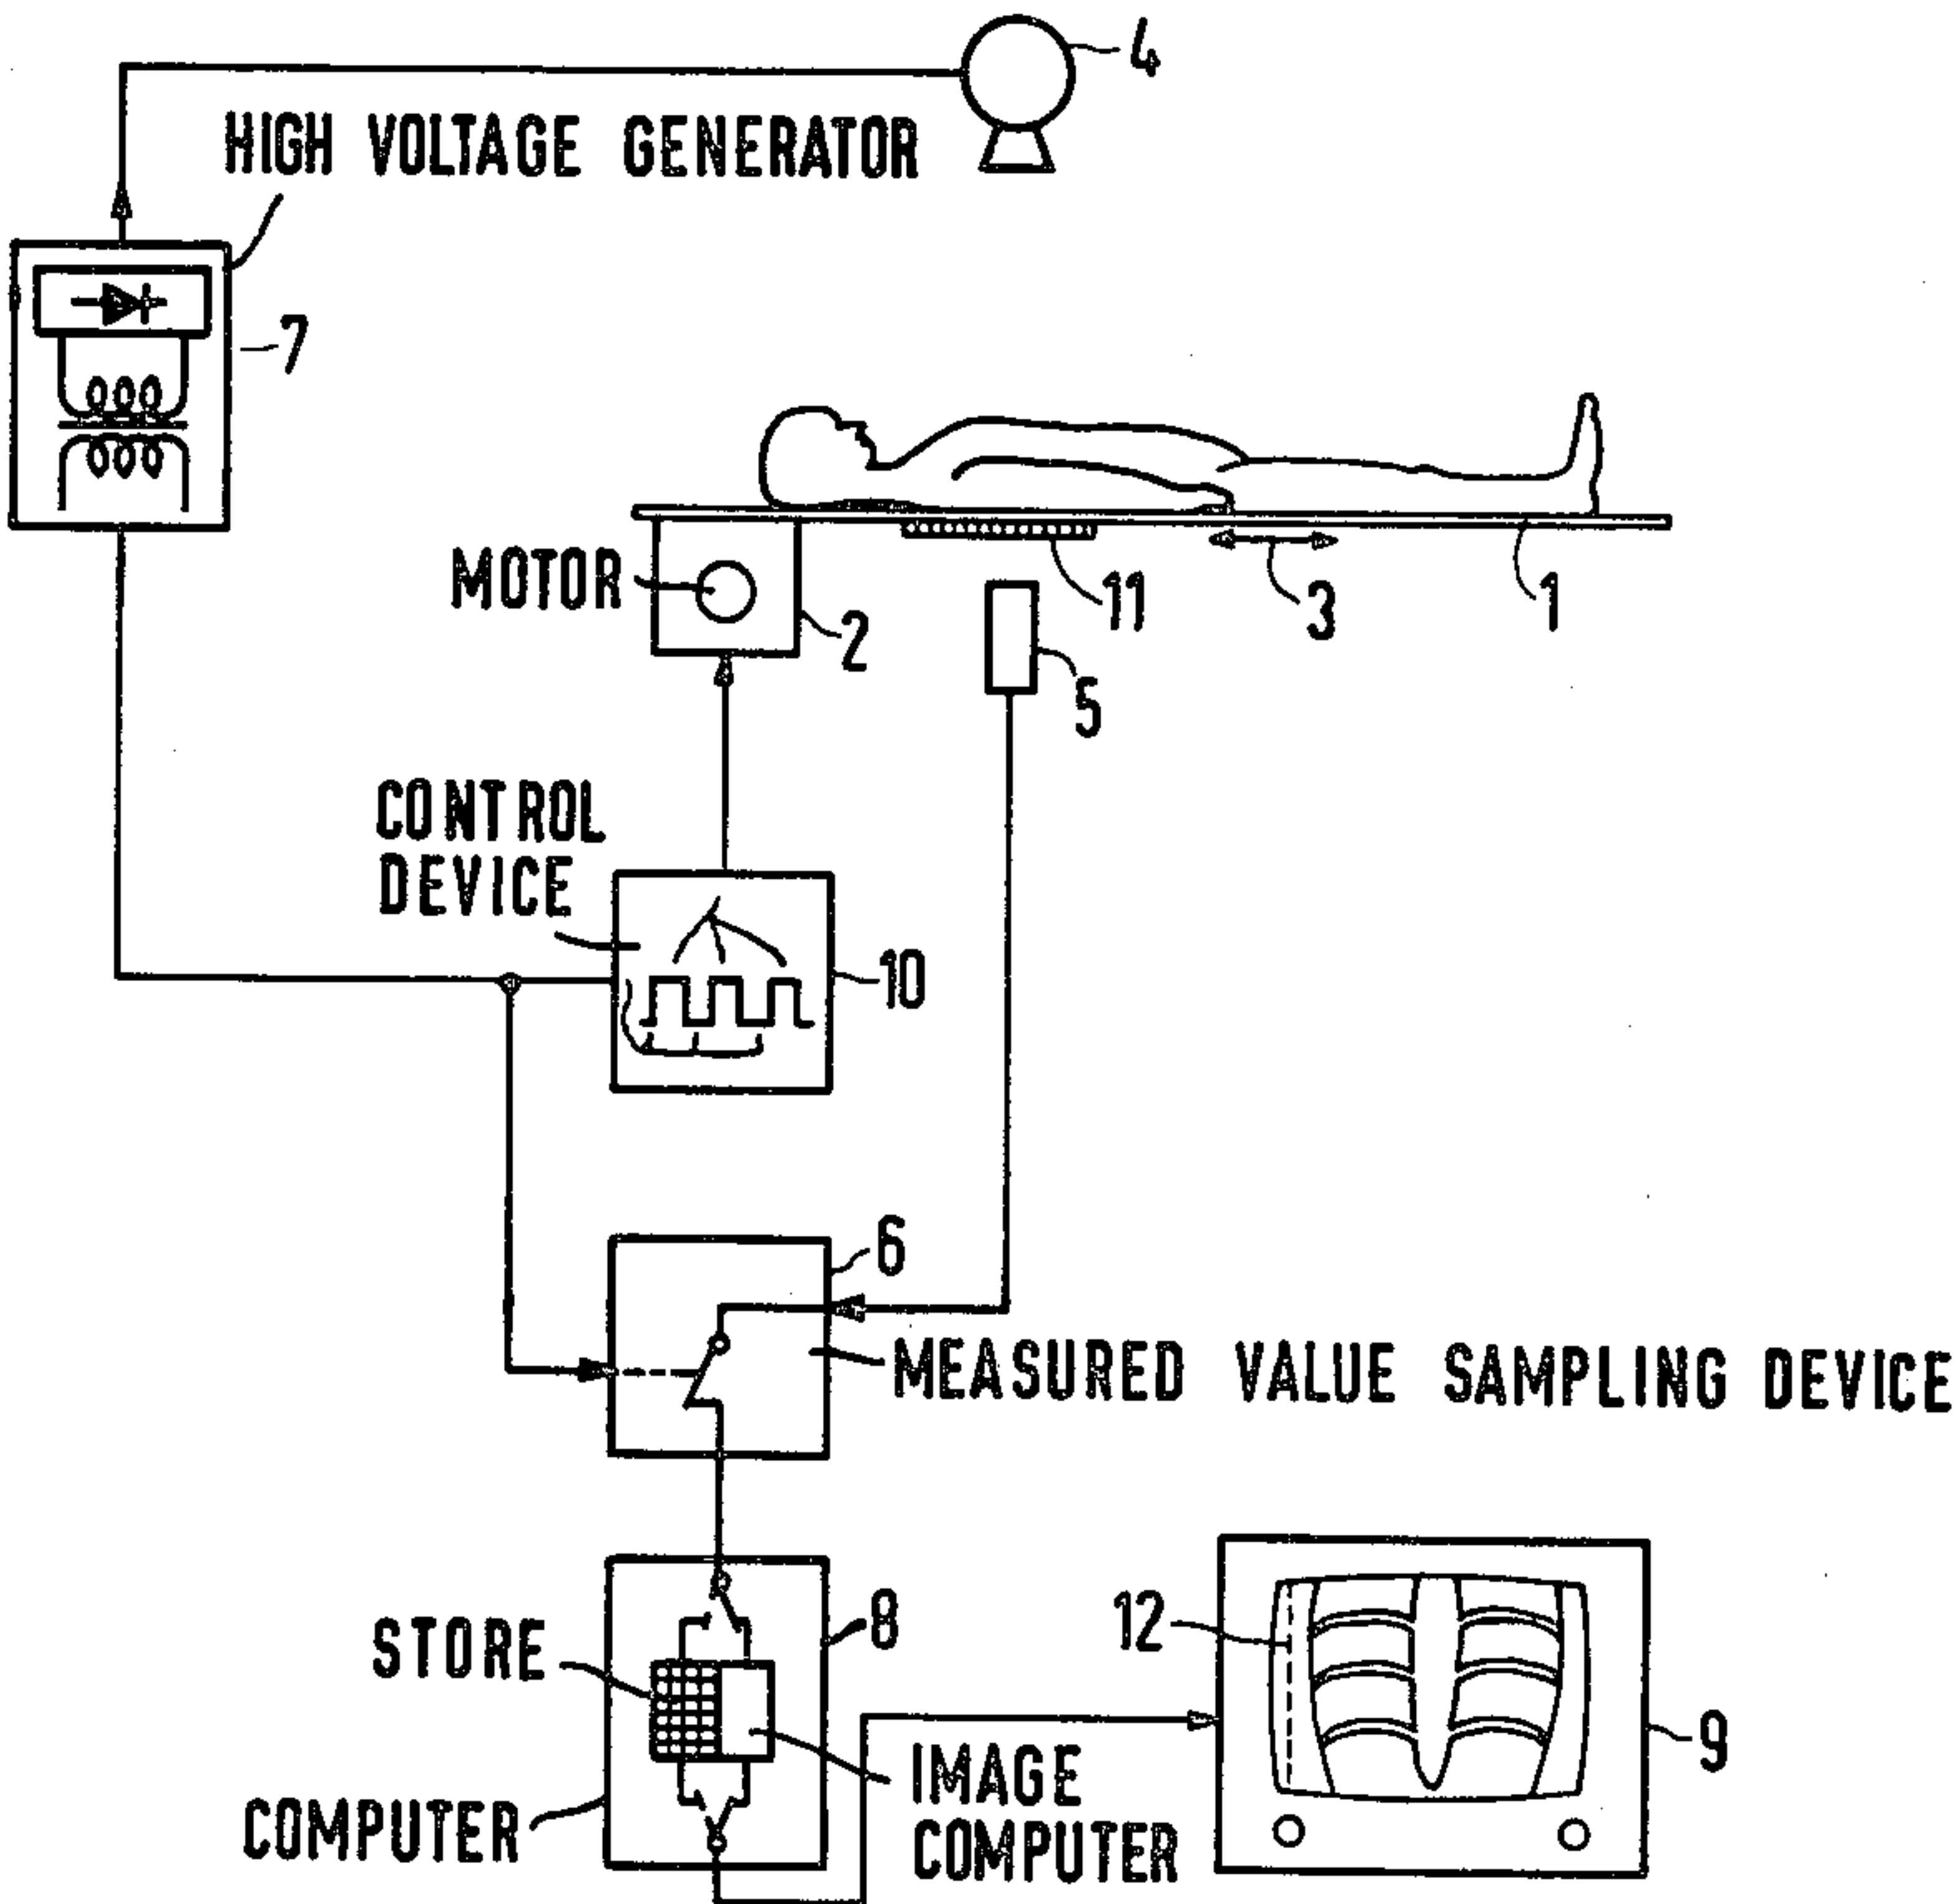 4
HIGH VOLTAGE GENERATOR
7
MOTOR
2
11
3
1
5
CONTROL
DEVICE
10
6
MEASURED VALUE SAMPLING DEVICE
12
8
STORE
9
IMAGE
COMPUTER
COMPUTER